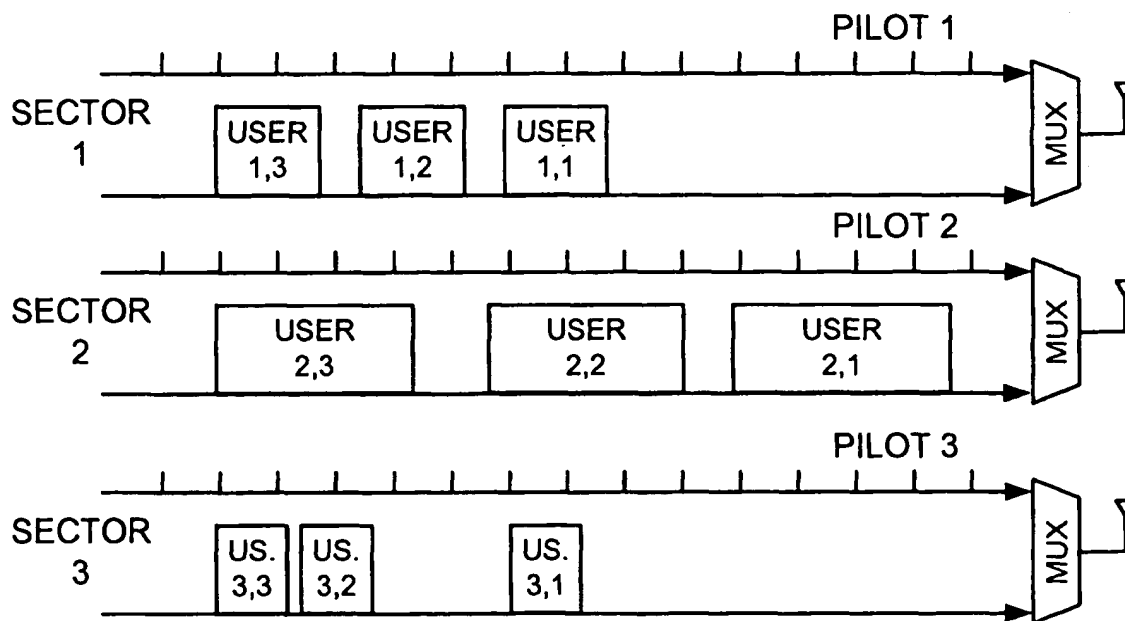 PILOT 1
SECTOR
1
USER
1,3
USER
1,2
USER
1,1
MUX
PILOT 2
SECTOR
2
USER
2,3
USER
2,2
USER
2,1
MUX
PILOT 3
SECTOR
3
US.
3,3
US.
3,2
US.
3,1
MUX